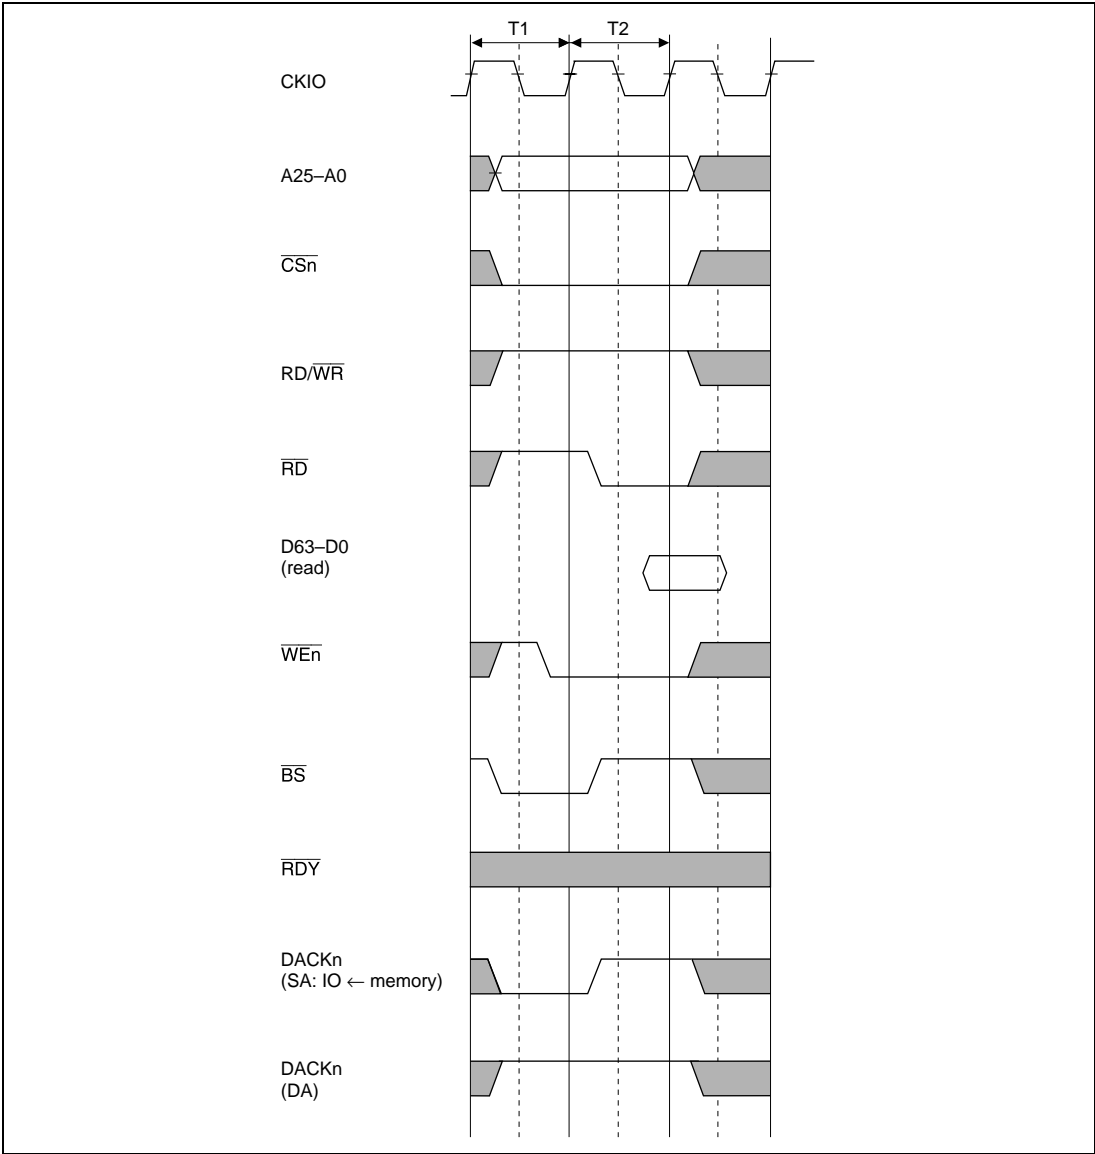 T1 T2
CKIO
A25–A0
CSn
RD/WR
RD
D63–D0
(read)
WEn
BS
RDY
DACKn
(SA: IO ← memory)
DACKn
(DA)